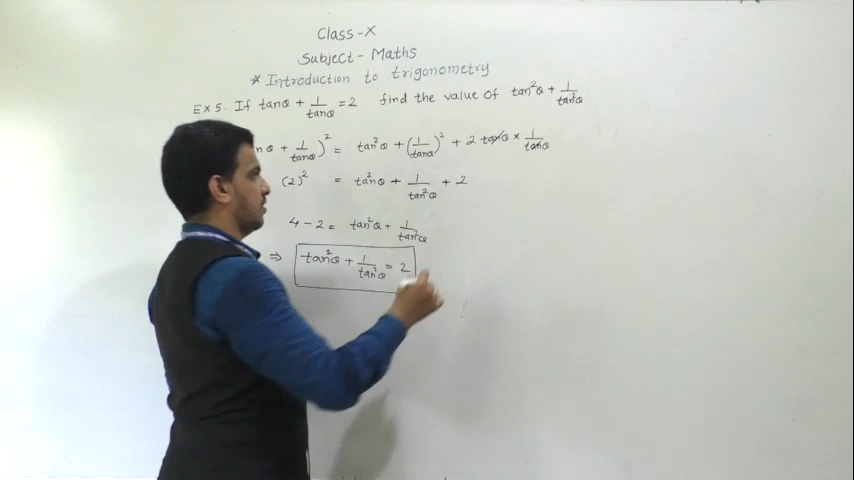 Class-X
Subject - Maths
* Introduction to trigonometry
Ex 5. If tanθ + 1/tanθ = 2 find the value of tan²θ + 1/tan²θ
θ + 1/tanθ)² = tan²θ + (1/tanθ)² + 2 tanθ × 1/tanθ
(2)² = tan²θ + 1/tan²θ + 2
4 - 2 = tan²θ + 1/tan²θ
⇒ tan²θ + 1/tan²θ = 2